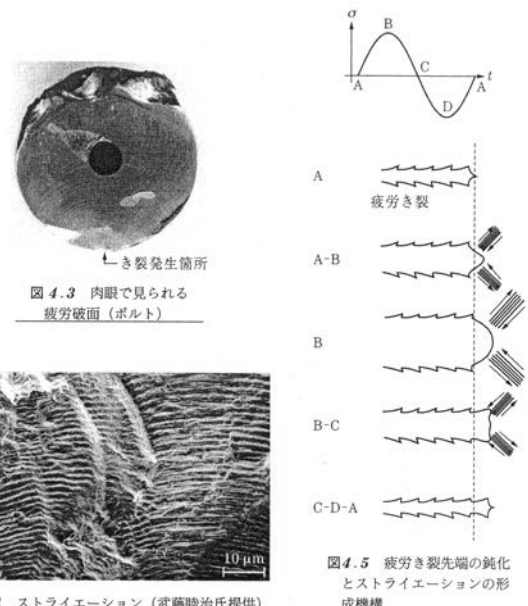 き裂発生箇所
図4.3 肉眼で見られる
疲労破面（ボルト）
10 μm
ストライエーション（武藤睦治氏提供）
σ
B
C
t
A
A
D
A
疲労き裂
A-B
B
B-C
C-D-A
図4.5 疲労き裂先端の鈍化
とストライエーションの形
成機構